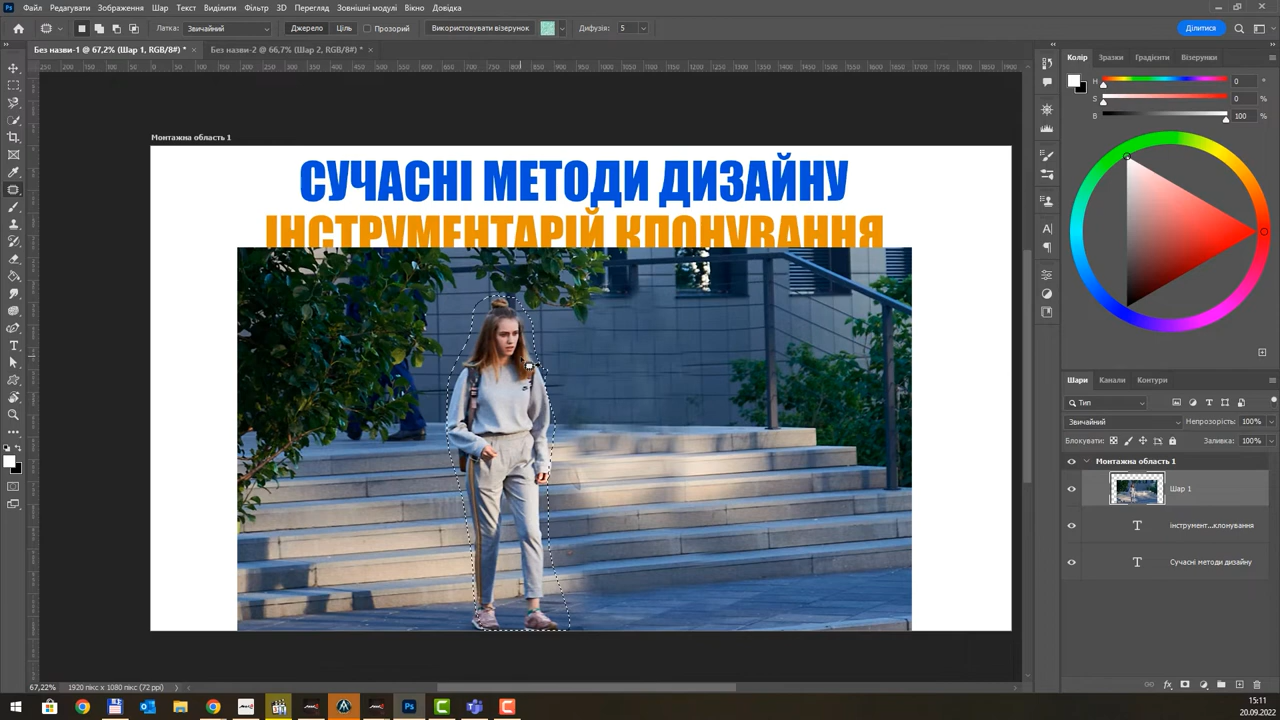 Файл Редагувати Зображення Шар Текст Виділити Фільтр 3D Перегляд Зовнішні модулі Вікно Довідка
Латка: Звичайний Джерело Ціль Прозорий Використовувати візерунок Дифузія: 5 Ділитися
Без назви-1 @ 67,2% (Шар 1, RGB/8#) * × Без назви-2 @ 66,7% (Шар 2, RGB/8#) * ×
Монтажна область 1
СУЧАСНІ МЕТОДИ ДИЗАЙНУ
ІНСТРУМЕНТАРІЙ КЛОНУВАННЯ
Колір Зразки Градієнти Візерунки
H 0 °
S 0 %
B 100 %
Шари Канали Контури
Тип
Звичайний Непрозорість: 100%
Блокувати: Заливка: 100%
Монтажна область 1
Шар 1
інструмент...клонування
Сучасні методи дизайну
67,22% 1920 пікс x 1080 пікс (72 ppi)
15:11
20.09.2022